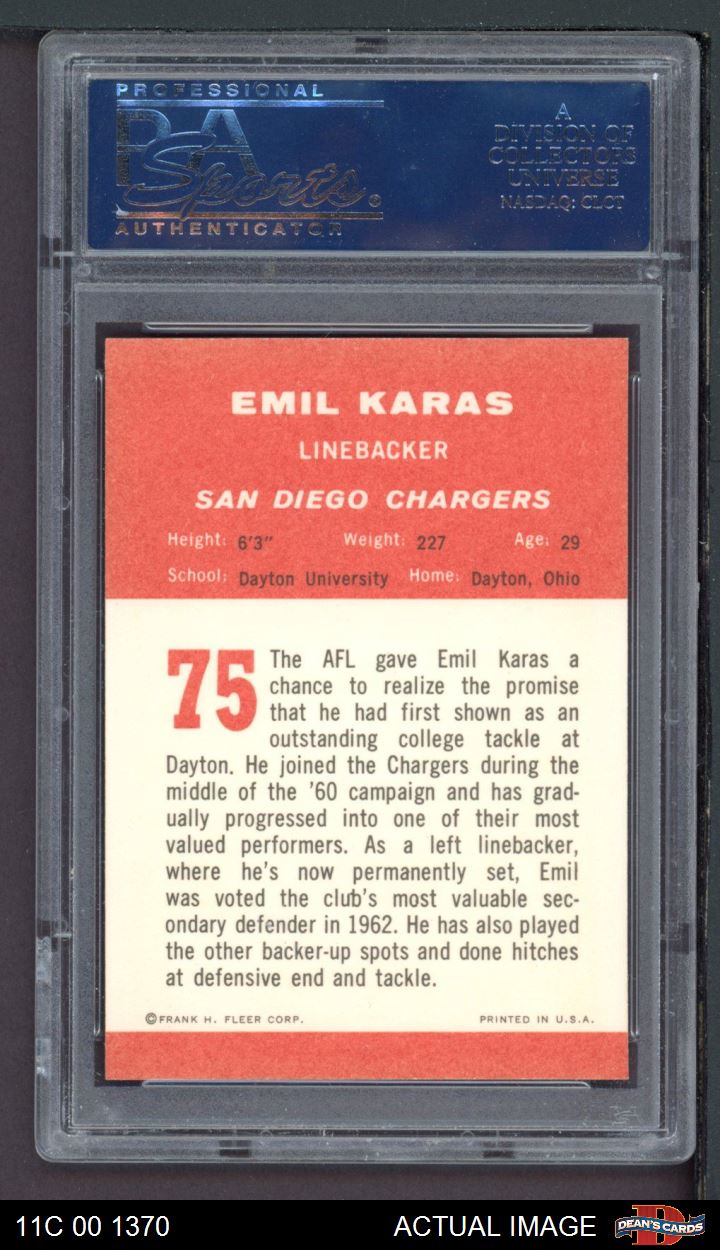 PROFESSIONAL
PSA
Sports®
AUTHENTICATOR
A
DIVISION OF
COLLECTORS
UNIVERSE
NASDAQ: CLCT
EMIL KARAS
LINEBACKER
SAN DIEGO CHARGERS
Height: 6'3" Weight: 227 Age: 29
School: Dayton University Home: Dayton, Ohio
75 The AFL gave Emil Karas a
chance to realize the promise
that he had first shown as an
outstanding college tackle at
Dayton. He joined the Chargers during the
middle of the '60 campaign and has grad-
ually progressed into one of their most
valued performers. As a left linebacker,
where he's now permanently set, Emil
was voted the club's most valuable sec-
ondary defender in 1962. He has also played
the other backer-up spots and done hitches
at defensive end and tackle.
©FRANK H. FLEER CORP. PRINTED IN U.S.A.
11C 00 1370 ACTUAL IMAGE DEAN'S CARDS